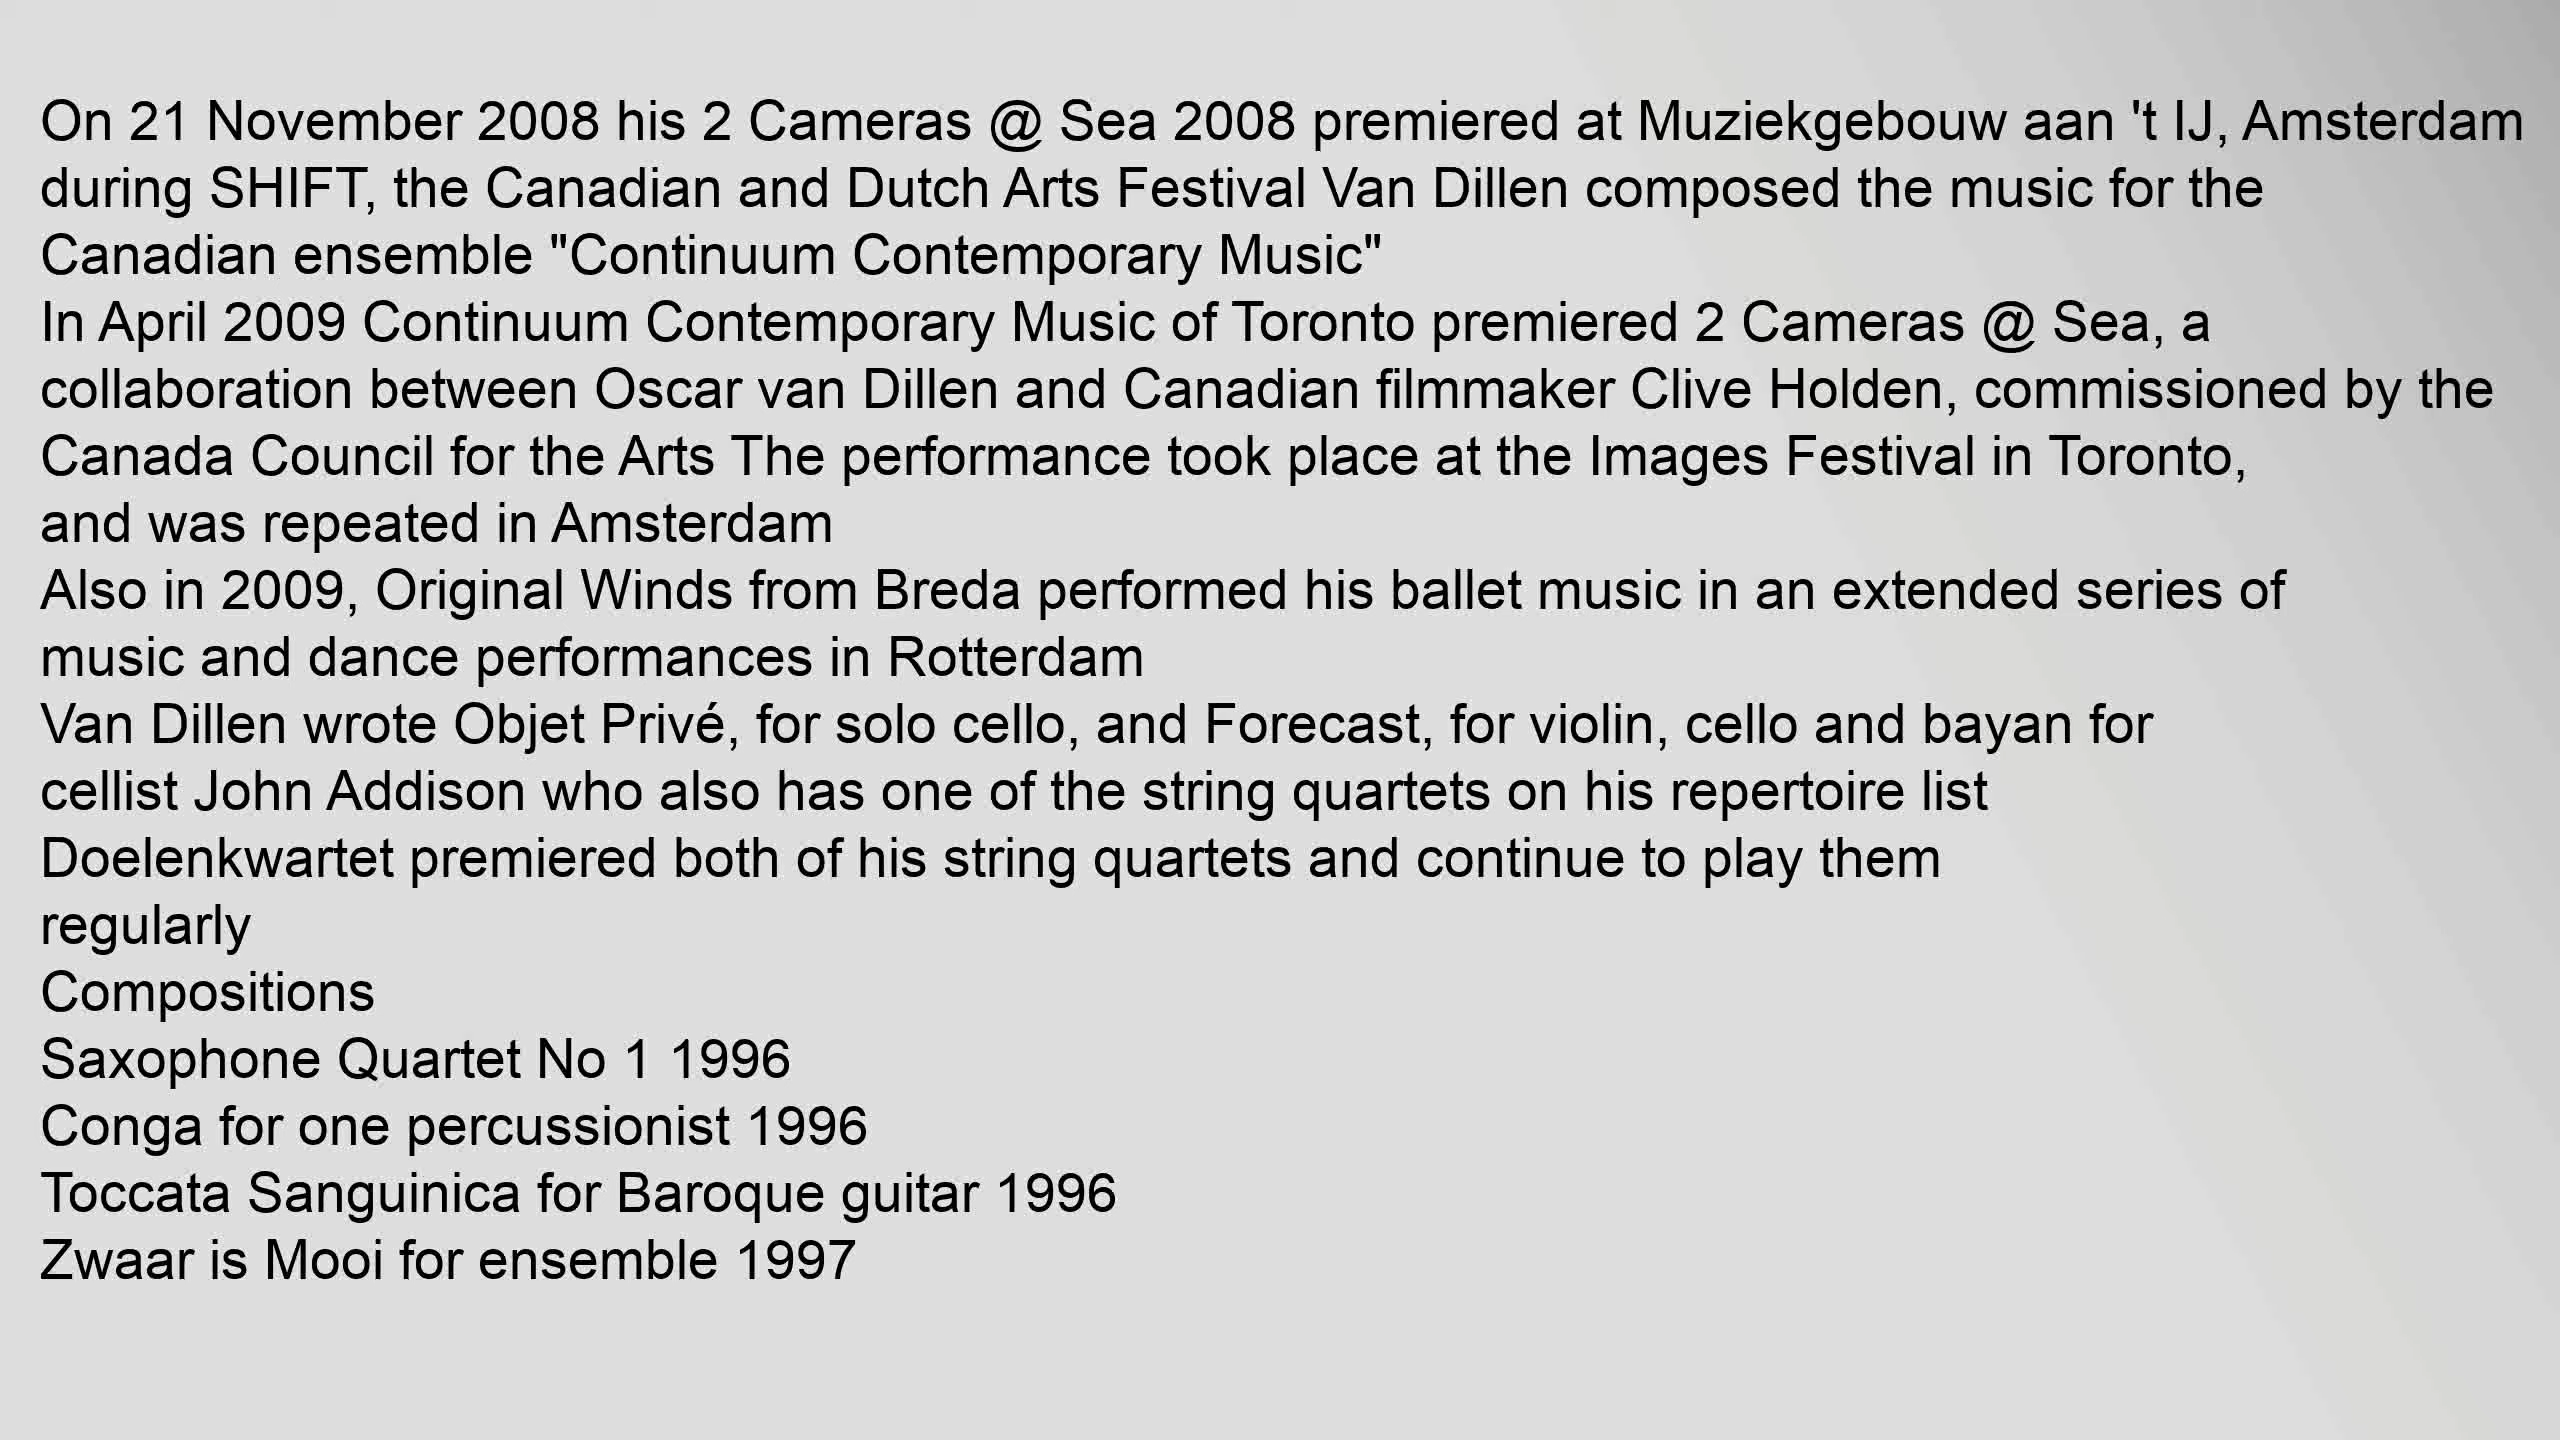 On 21 November 2008 his 2 Cameras @ Sea 2008 premiered at Muziekgebouw aan 't IJ, Amsterdam
during SHIFT, the Canadian and Dutch Arts Festival Van Dillen composed the music for the
Canadian ensemble "Continuum Contemporary Music"
In April 2009 Continuum Contemporary Music of Toronto premiered 2 Cameras @ Sea, a
collaboration between Oscar van Dillen and Canadian filmmaker Clive Holden, commissioned by the
Canada Council for the Arts The performance took place at the Images Festival in Toronto,
and was repeated in Amsterdam
Also in 2009, Original Winds from Breda performed his ballet music in an extended series of
music and dance performances in Rotterdam
Van Dillen wrote Objet Privé, for solo cello, and Forecast, for violin, cello and bayan for
cellist John Addison who also has one of the string quartets on his repertoire list
Doelenkwartet premiered both of his string quartets and continue to play them
regularly
Compositions
Saxophone Quartet No 1 1996
Conga for one percussionist 1996
Toccata Sanguinica for Baroque guitar 1996
Zwaar is Mooi for ensemble 1997